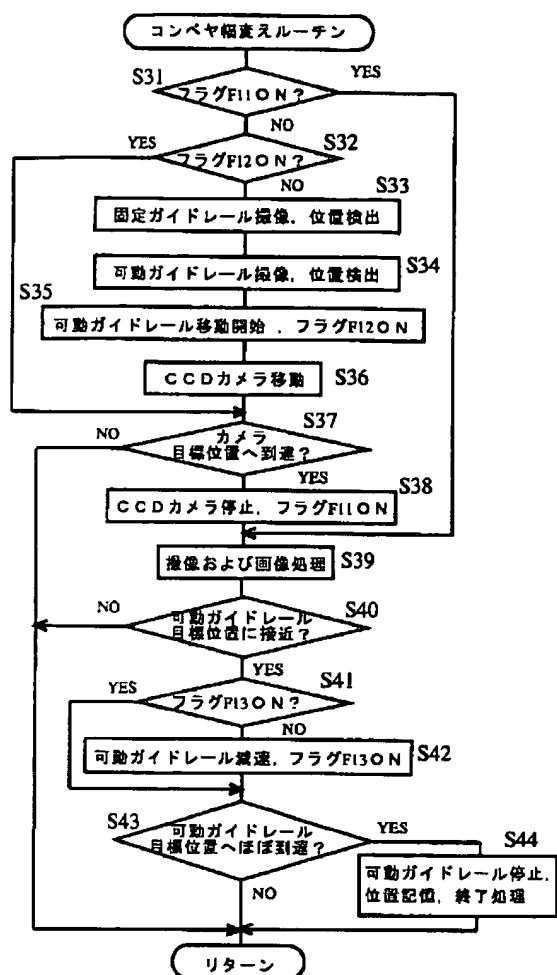 コンベヤ幅変えルーチン
S31
YES
フラグF11ON?
NO
S32
YES
フラグF12ON?
NO
S33
固定ガイドレール撮像，位置検出
S34
可動ガイドレール撮像，位置検出
S35
可動ガイドレール移動開始，フラグF12ON
CCDカメラ移動
S36
S37
NO
カメラ
目標位置へ到達?
YES
S38
CCDカメラ停止，フラグF11ON
撮像および画像処理
S39
NO
S40
可動ガイドレール
目標位置に接近?
YES
S41
YES
フラグF13ON?
NO
可動ガイドレール減速，フラグF13ON
S42
S43
可動ガイドレール
目標位置へほぼ到達?
YES
S44
可動ガイドレール停止，
位置記憶，終了処理
NO
リターン